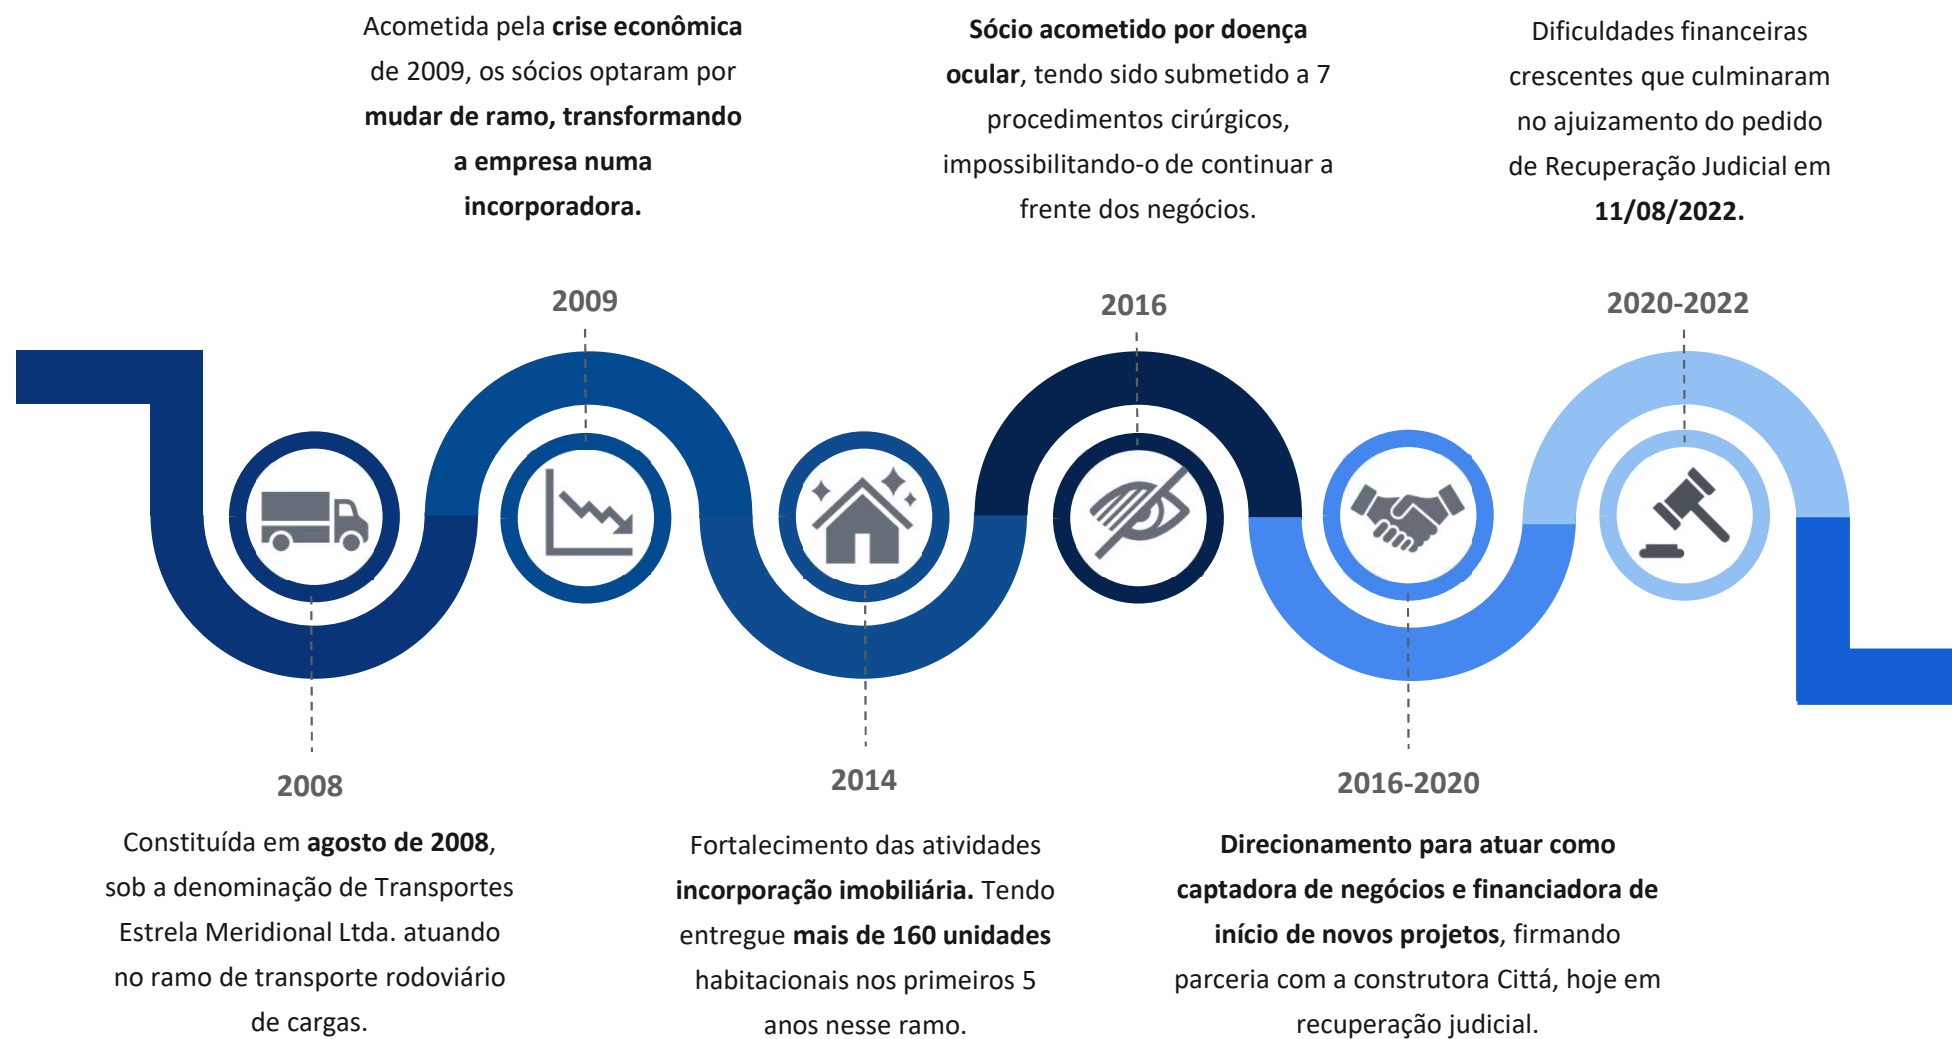 Acometida pela crise econômica
de 2009, os sócios optaram por
mudar de ramo, transformando
a empresa numa
incorporadora.
Sócio acometido por doença
ocular, tendo sido submetido a 7
procedimentos cirúrgicos,
impossibilitando-o de continuar a
frente dos negócios.
Dificuldades financeiras
crescentes que culminaram
no ajuizamento do pedido
de Recuperação Judicial em
11/08/2022.
2009
2016
2020-2022
2008
2014
2016-2020
Constituída em agosto de 2008,
sob a denominação de Transportes
Estrela Meridional Ltda. atuando
no ramo de transporte rodoviário
de cargas.
Fortalecimento das atividades
incorporação imobiliária. Tendo
entregue mais de 160 unidades
habitacionais nos primeiros 5
anos nesse ramo.
Direcionamento para atuar como
captadora de negócios e financiadora de
início de novos projetos, firmando
parceria com a construtora Cittá, hoje em
recuperação judicial.